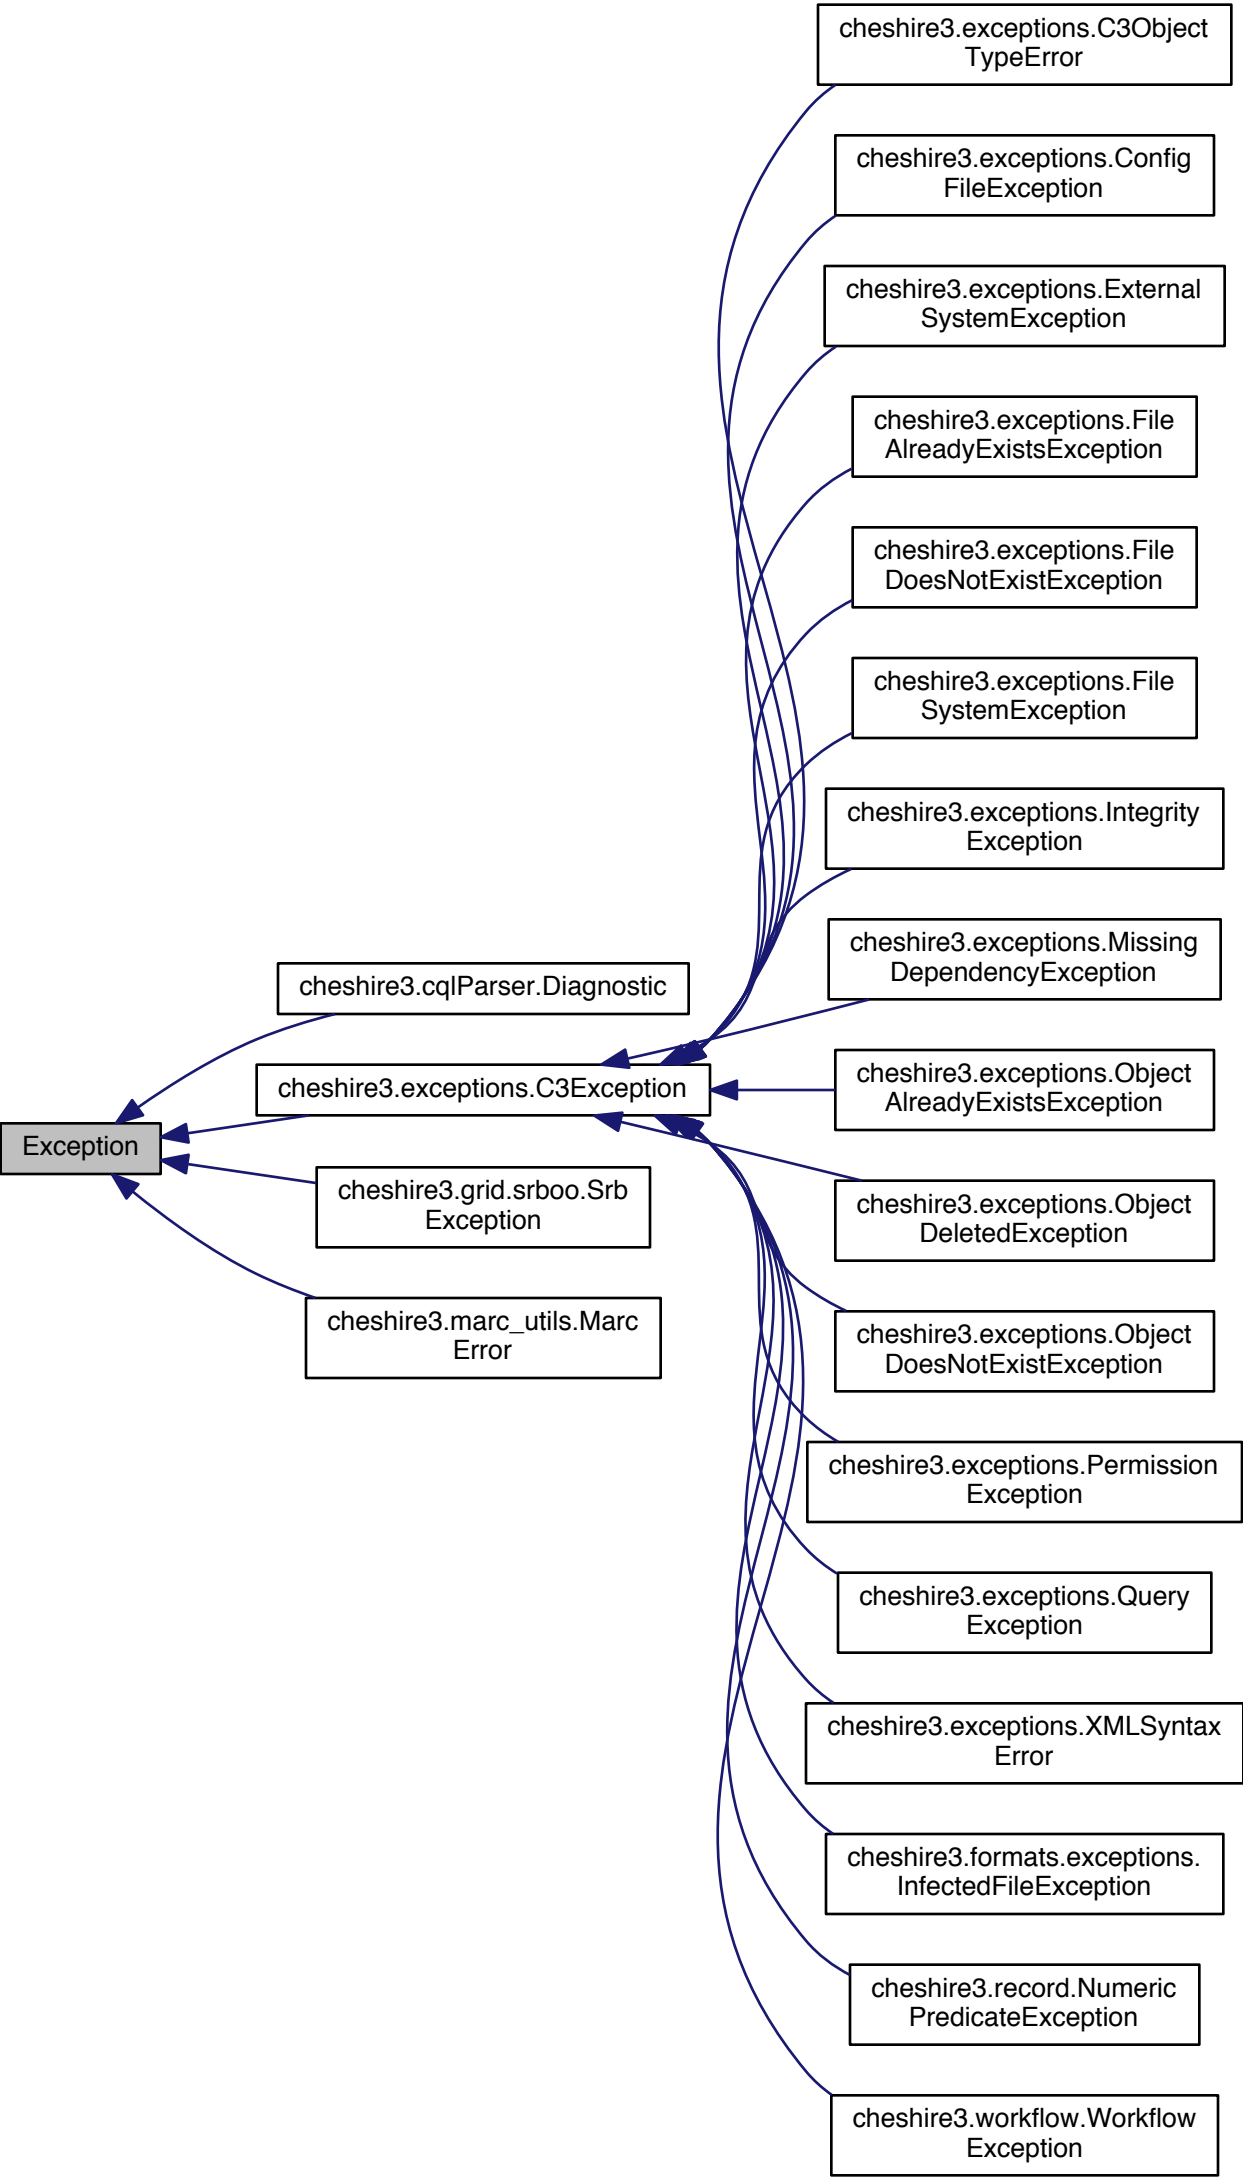 cheshire3.exceptions.C3Object
TypeError
cheshire3.exceptions.Config
FileException
cheshire3.exceptions.External
SystemException
cheshire3.exceptions.File
AlreadyExistsException
cheshire3.exceptions.File
DoesNotExistException
cheshire3.exceptions.File
SystemException
cheshire3.exceptions.Integrity
Exception
cheshire3.exceptions.Missing
DependencyException
cheshire3.cqlParser.Diagnostic
cheshire3.exceptions.C3Exception
cheshire3.exceptions.Object
AlreadyExistsException
Exception
cheshire3.grid.srboo.Srb
Exception
cheshire3.exceptions.Object
DeletedException
cheshire3.marc_utils.Marc
Error
cheshire3.exceptions.Object
DoesNotExistException
cheshire3.exceptions.Permission
Exception
cheshire3.exceptions.Query
Exception
cheshire3.exceptions.XMLSyntax
Error
cheshire3.formats.exceptions.
InfectedFileException
cheshire3.record.Numeric
PredicateException
cheshire3.workflow.Workflow
Exception